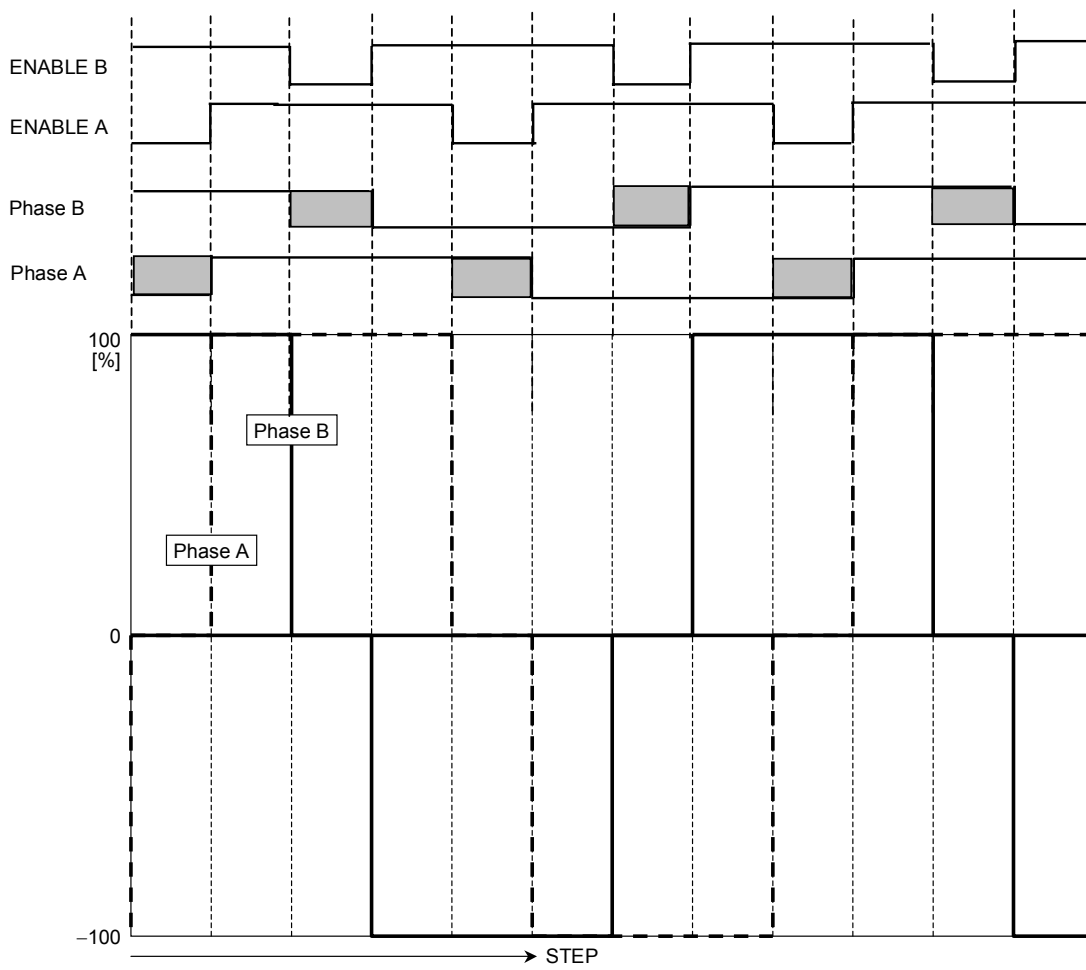 ENABLE B
ENABLE A
Phase B
Phase A
100
[%]
Phase B
Phase A
0
−100
STEP